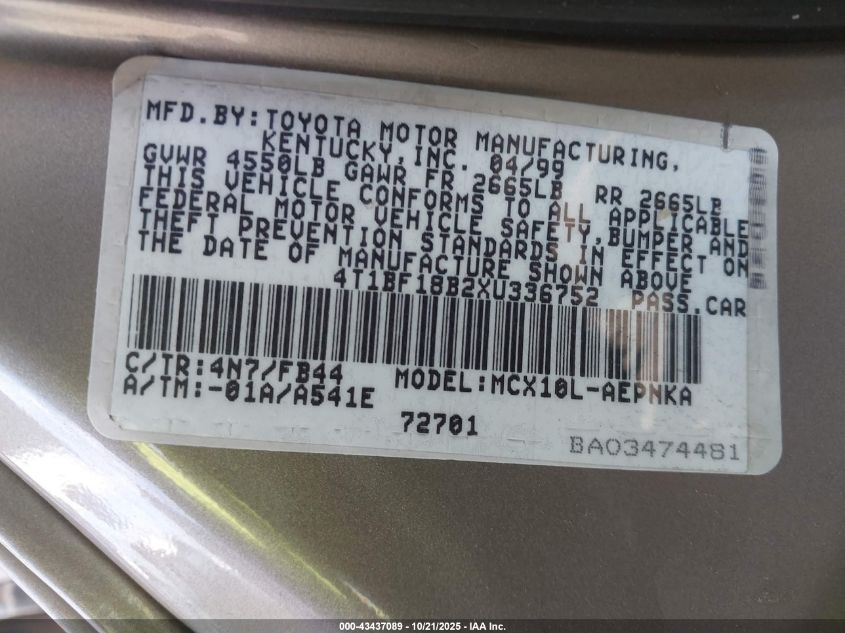 MFD.BY:TOYOTA MOTOR MANUFACTURING,
KENTUCKY,INC. 04/99
GVWR 4550LB GAWR FR 2665LB RR 2665LB
THIS VEHICLE CONFORMS TO ALL APPLICABLE
FEDERAL MOTOR VEHICLE SAFETY,BUMPER AND
THEFT PREVENTION STANDARDS IN EFFECT ON
THE DATE OF MANUFACTURE SHOWN ABOVE
4T1BF18B2XU336752 PASS.CAR
C/TR:4N7/FB44 MODEL:MCX10L-AEPNKA
A/TM:-01A/A541E
72701
BA03474481
000-43437089 - 10/21/2025 - IAA Inc.